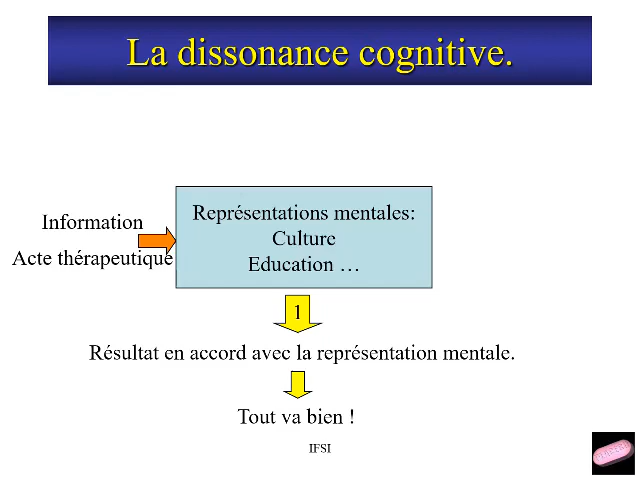 La dissonance cognitive.
Représentations mentales:
Culture
Education …
Information
Acte thérapeutique
1
Résultat en accord avec la représentation mentale.
Tout va bien !
IFSI